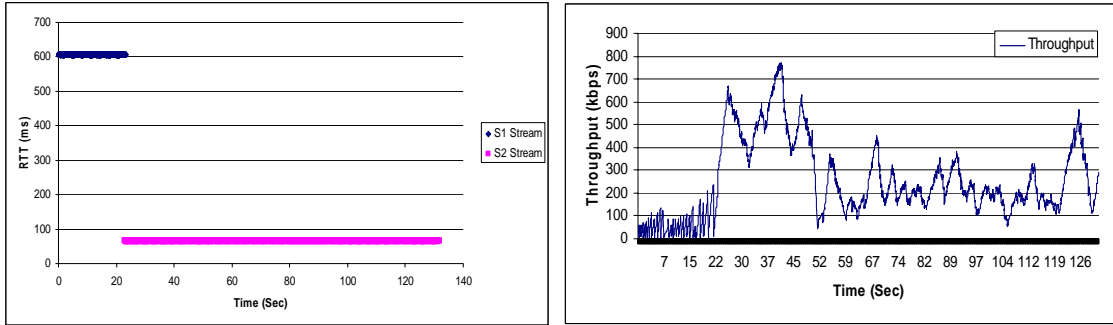 700
600
500
400
300
200
100
0
RTT (ms)
0 20 40 60 80 100 120 140
Time (Sec)
S1 Stream
S2 Stream
900
800
700
600
500
400
300
200
100
0
Throughput (kbps)
7 15 22 30 37 45 52 59 67 74 82 89 97 104 112 119 126
Time (Sec)
Throughput